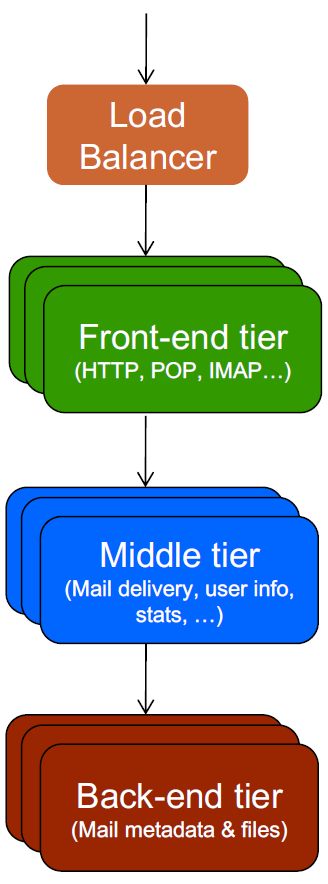 Load
Balancer
Front-end tier
(HTTP, POP, IMAP…)
Middle tier
(Mail delivery, user info,
stats, …)
Back-end tier
(Mail metadata & files)